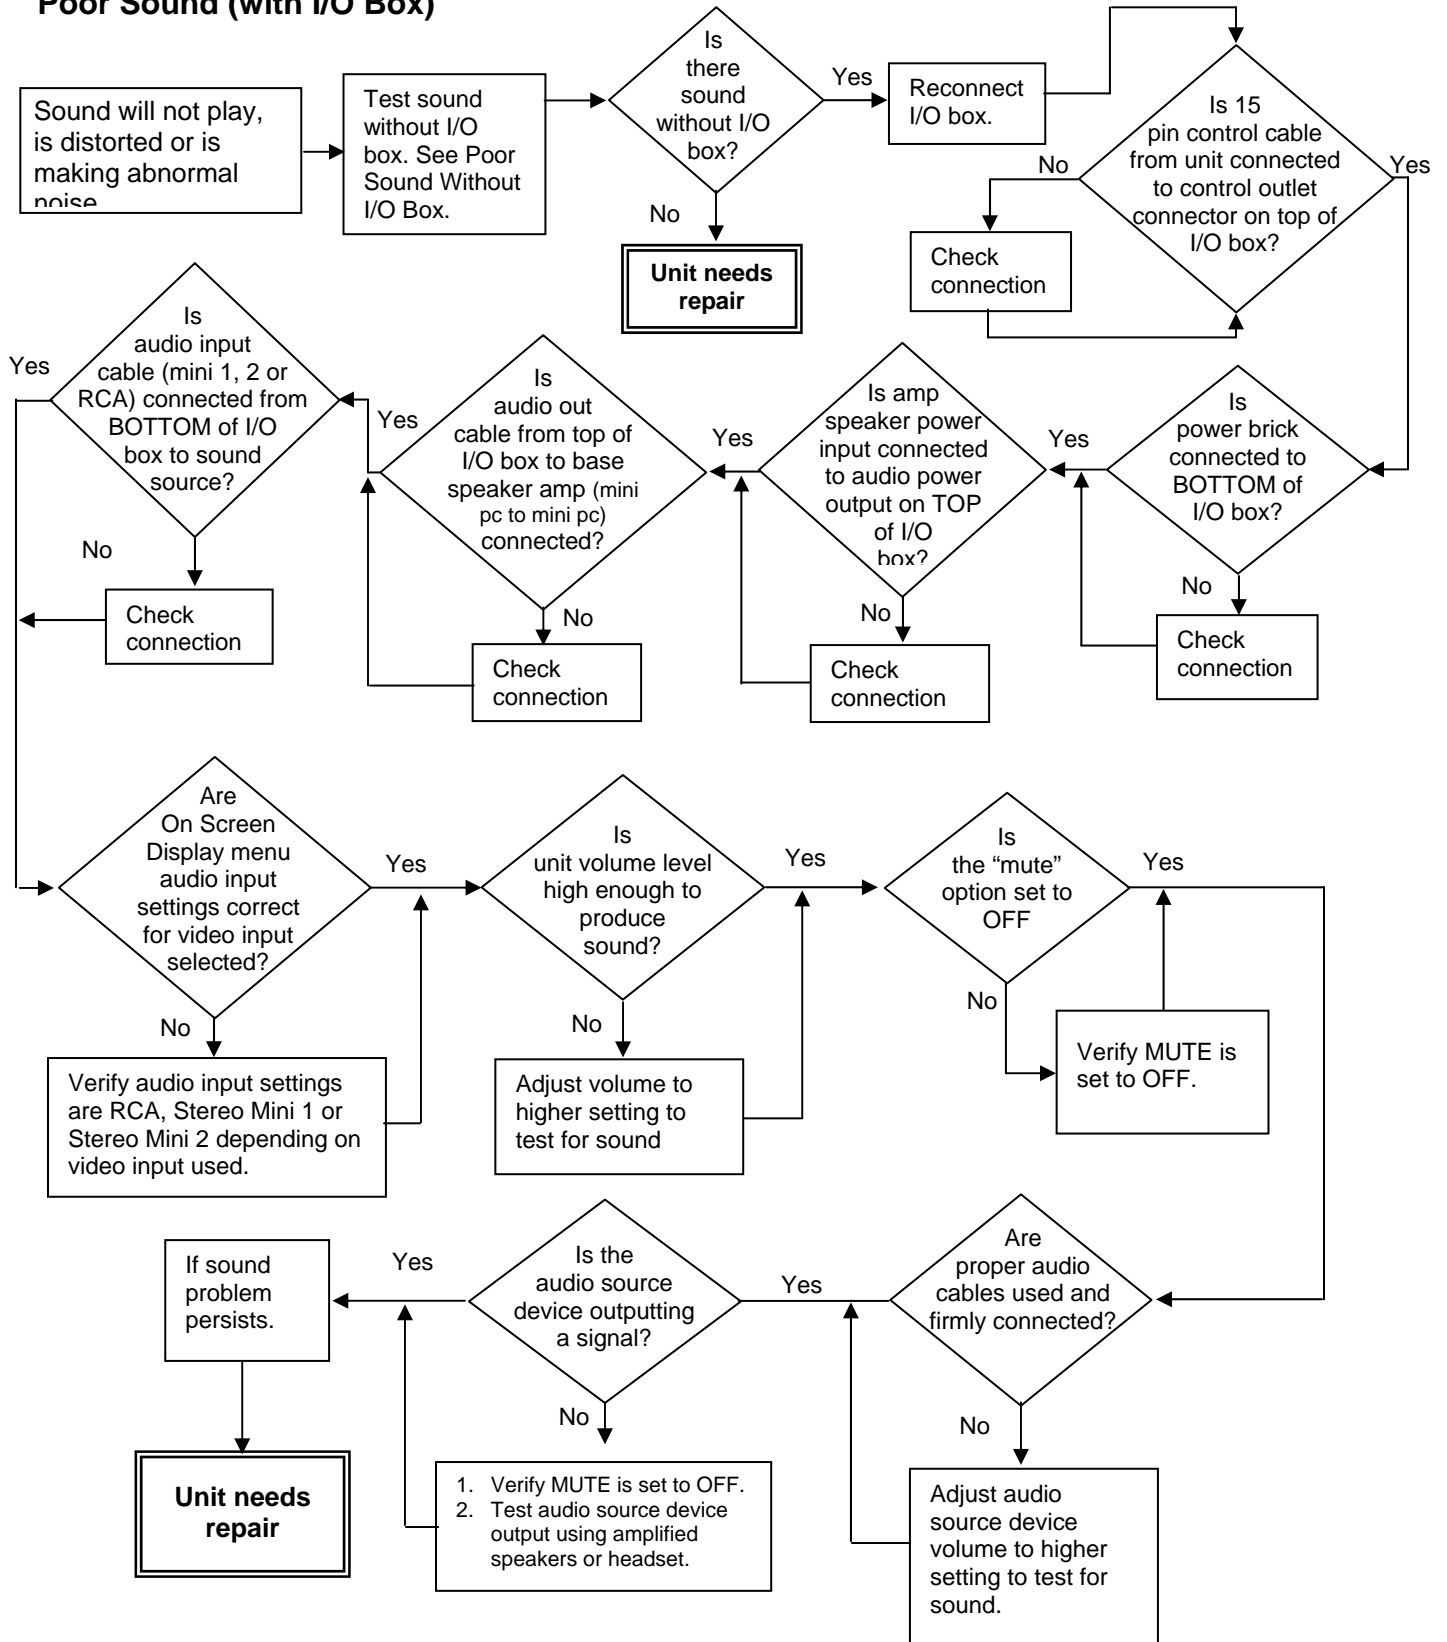 Poor Sound (with I/O Box)
Sound will not play,
is distorted or is
making abnormal
noise
Test sound
without I/O
box. See Poor
Sound Without
I/O Box.
Is
there
sound
without I/O
box?
Yes
No
Unit needs
repair
Reconnect
I/O box.
Is 15
pin control cable
from unit connected
to control outlet
connector on top of
I/O box?
No
Yes
Check
connection
Is
power brick
connected to
BOTTOM of
I/O box?
Yes
No
Check
connection
Is amp
speaker power
input connected
to audio power
output on TOP
of I/O
box?
Yes
No
Check
connection
Is
audio out
cable from top of
I/O box to base
speaker amp (mini
pc to mini pc)
connected?
Yes
No
Check
connection
Is
audio input
cable (mini 1, 2 or
RCA) connected from
BOTTOM of I/O
box to sound
source?
Yes
No
Check
connection
Are
On Screen
Display menu
audio input
settings correct
for video input
selected?
Yes
No
Verify audio input settings
are RCA, Stereo Mini 1 or
Stereo Mini 2 depending on
video input used.
Is
unit volume level
high enough to
produce
sound?
Yes
No
Adjust volume to
higher setting to
test for sound
Is
the “mute”
option set to
OFF
Yes
No
Verify MUTE is
set to OFF.
Are
proper audio
cables used and
firmly connected?
Yes
No
Adjust audio
source device
volume to higher
setting to test for
sound.
Is the
audio source
device outputting
a signal?
Yes
No
1. Verify MUTE is set to OFF.
2. Test audio source device
output using amplified
speakers or headset.
If sound
problem
persists.
Unit needs
repair